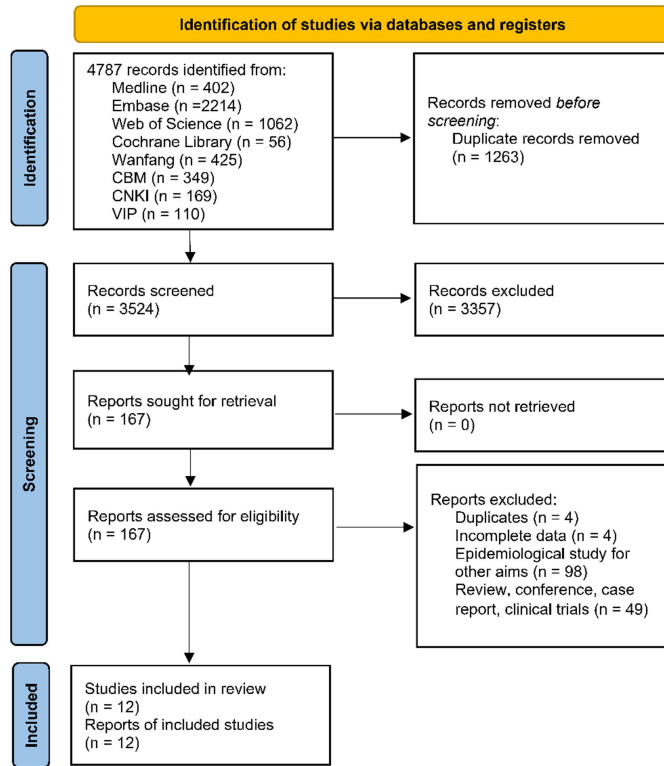 Identification of studies via databases and registers
Identification
4787 records identified from:
Medline (n = 402)
Embase (n =2214)
Web of Science (n = 1062)
Cochrane Library (n = 56)
Wanfang (n = 425)
CBM (n = 349)
CNKI (n = 169)
VIP (n = 110)
Records removed before
screening:
Duplicate records removed
(n = 1263)
Screening
Records screened
(n = 3524)
Records excluded
(n = 3357)
Reports sought for retrieval
(n = 167)
Reports not retrieved
(n = 0)
Reports assessed for eligibility
(n = 167)
Reports excluded:
Duplicates (n = 4)
Incomplete data (n = 4)
Epidemiological study for
other aims (n = 98)
Review, conference, case
report, clinical trials (n = 49)
Included
Studies included in review
(n = 12)
Reports of included studies
(n = 12)